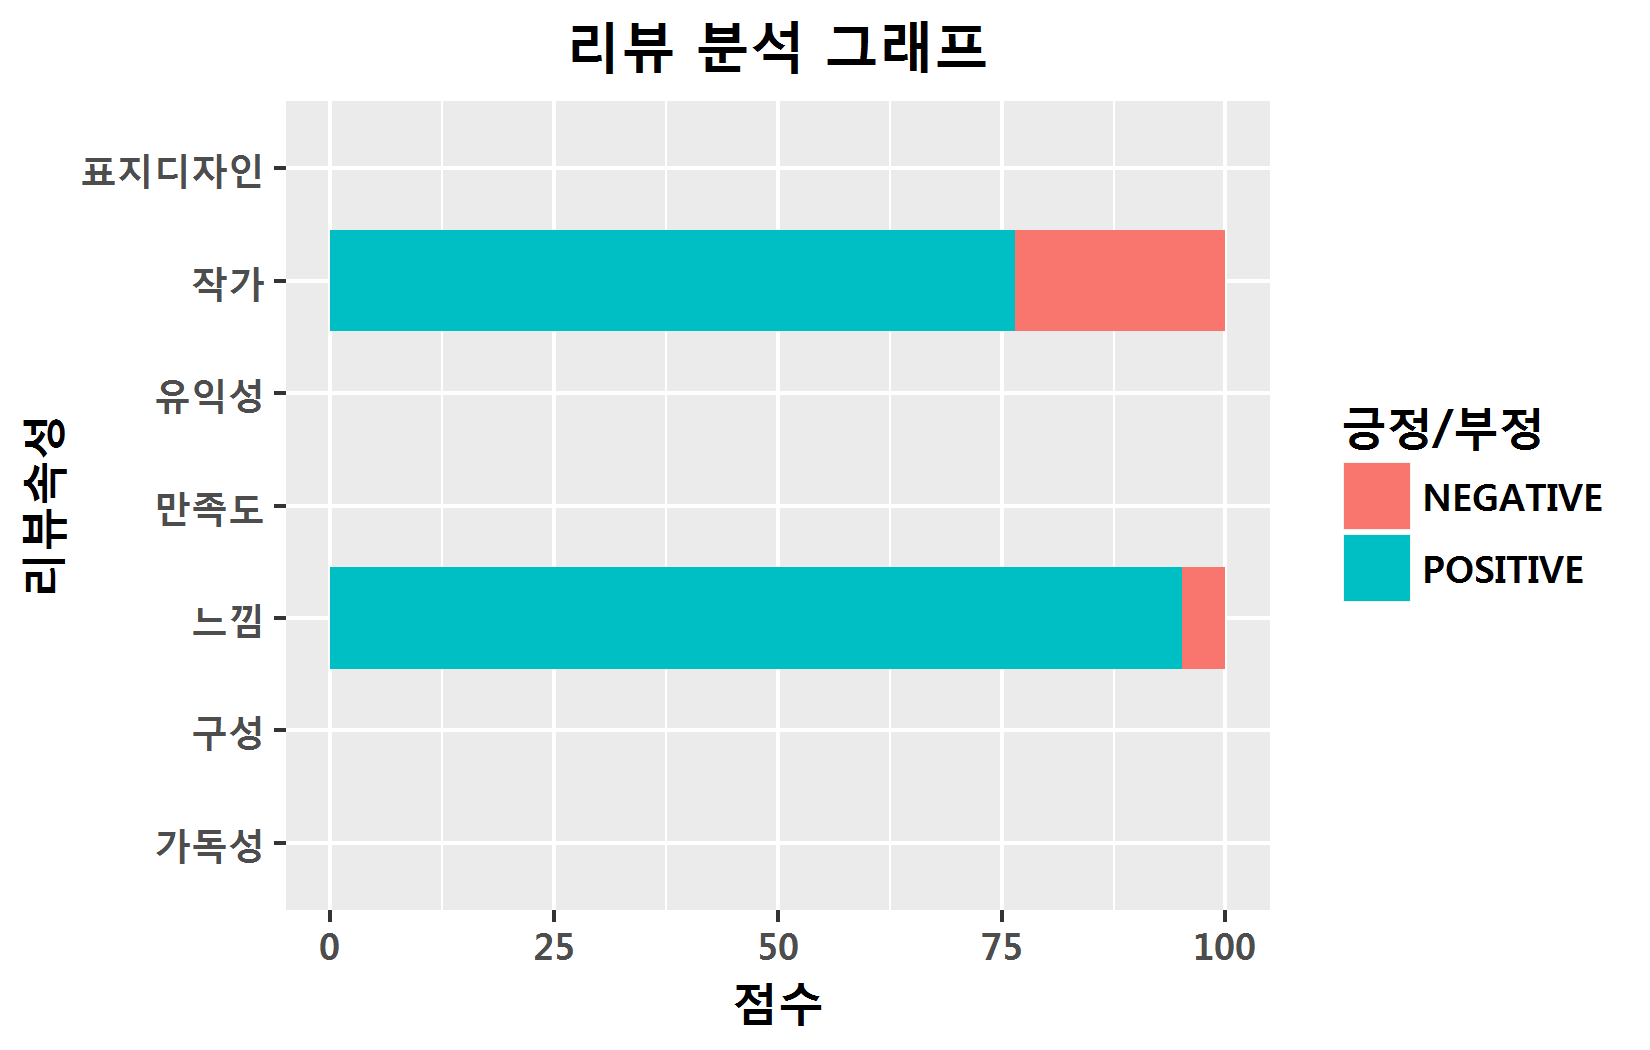 리뷰 분석 그래프
리뷰속성
표지디자인
작가
유익성
만족도
느낌
구성
가독성
0 25 50 75 100
점수
긍정/부정
NEGATIVE
POSITIVE